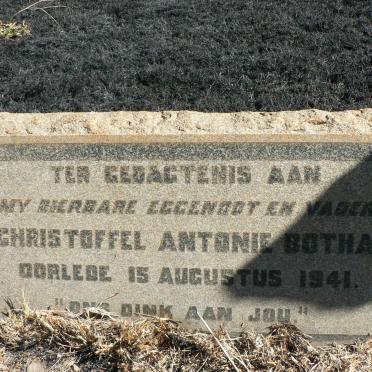 TER GEDAGTENIS AAN
MY DIERBARE EGGENOOT EN VADER
CHRISTOFFEL ANTONIE BOTHA
OORLEDE 15 AUGUSTUS 1941.
"ONS DINK AAN JOU"